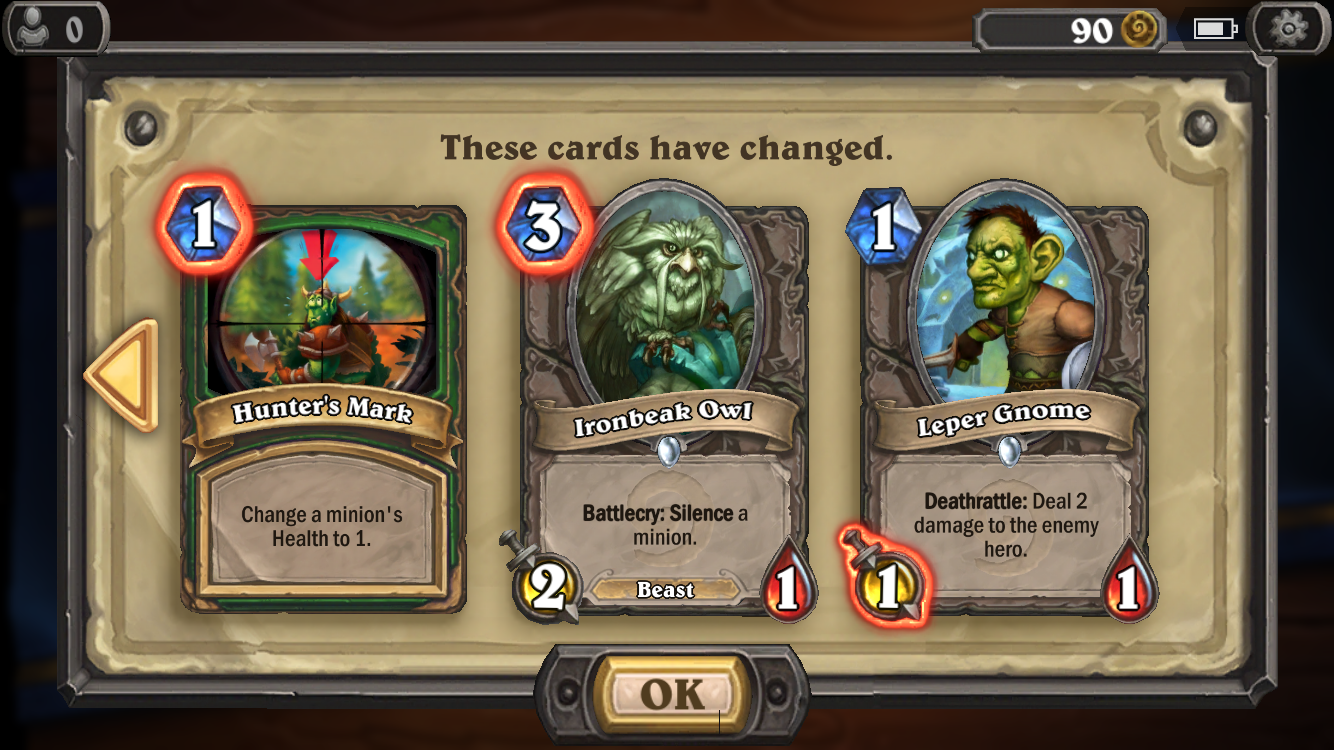 0
90
These cards have changed.
1
Hunter's Mark
Change a minion's
Health to 1.
3
Ironbeak Owl
Battlecry: Silence a
minion.
2
Beast
1
1
Leper Gnome
Deathrattle: Deal 2
damage to the enemy
hero.
1
1
OK